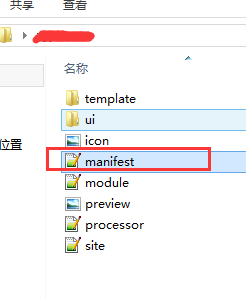 共享 查看
位置
名称
template
ui
icon
manifest
module
preview
processor
site